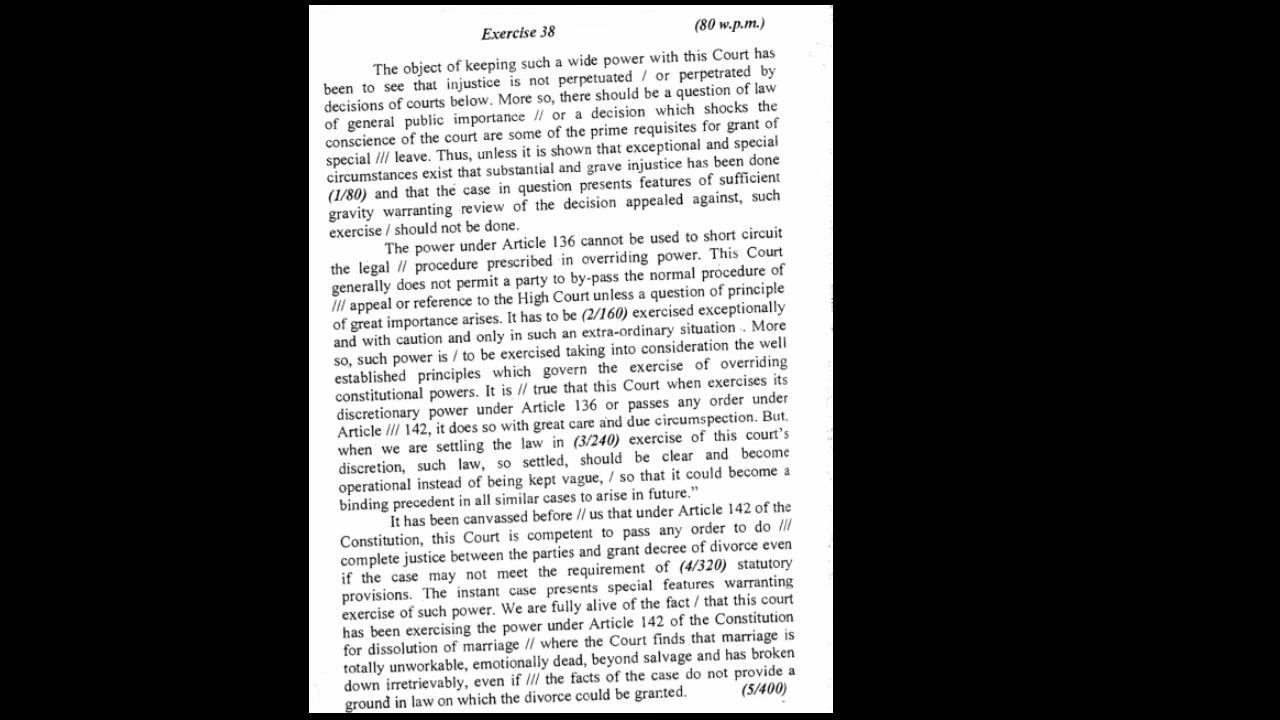 Exercise 38 (80 w.p.m.)
The object of keeping such a wide power with this Court has
been to see that injustice is not perpetuated / or perpetrated by
decisions of courts below. More so, there should be a question of law
of general public importance // or a decision which shocks the
conscience of the court are some of the prime requisites for grant of
special /// leave. Thus, unless it is shown that exceptional and special
circumstances exist that substantial and grave injustice has been done
(1/80) and that the case in question presents features of sufficient
gravity warranting review of the decision appealed against, such
exercise / should not be done.
The power under Article 136 cannot be used to short circuit
the legal // procedure prescribed in overriding power. This Court
generally does not permit a party to by-pass the normal procedure of
/// appeal or reference to the High Court unless a question of principle
of great importance arises. It has to be (2/160) exercised exceptionally
and with caution and only in such an extra-ordinary situation . More
so, such power is / to be exercised taking into consideration the well
established principles which govern the exercise of overriding
constitutional powers. It is // true that this Court when exercises its
discretionary power under Article 136 or passes any order under
Article /// 142, it does so with great care and due circumspection. But,
when we are settling the law in (3/240) exercise of this court's
discretion, such law, so settled, should be clear and become
operational instead of being kept vague, / so that it could become a
binding precedent in all similar cases to arise in future."
It has been canvassed before // us that under Article 142 of the
Constitution, this Court is competent to pass any order to do ///
complete justice between the parties and grant decree of divorce even
if the case may not meet the requirement of (4/320) statutory
provisions. The instant case presents special features warranting
exercise of such power. We are fully alive of the fact / that this court
has been exercising the power under Article 142 of the Constitution
for dissolution of marriage // where the Court finds that marriage is
totally unworkable, emotionally dead, beyond salvage and has broken
down irretrievably, even if /// the facts of the case do not provide a
ground in law on which the divorce could be granted. (5/400)